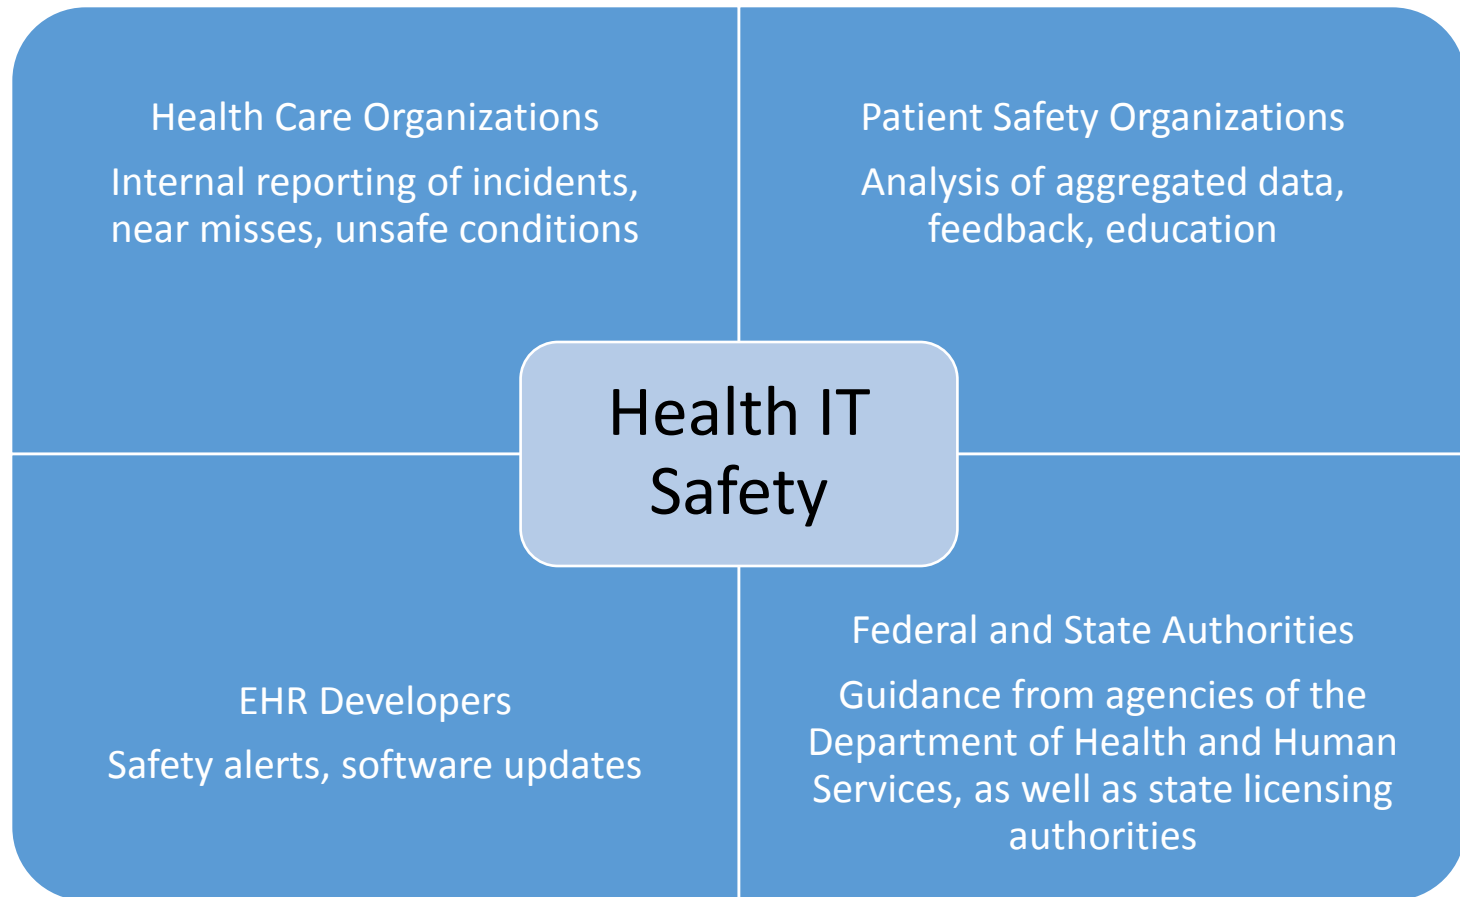 Health Care Organizations
Internal reporting of incidents,
near misses, unsafe conditions
Patient Safety Organizations
Analysis of aggregated data,
feedback, education
Health IT
Safety
EHR Developers
Safety alerts, software updates
Federal and State Authorities
Guidance from agencies of the
Department of Health and Human
Services, as well as state licensing
authorities